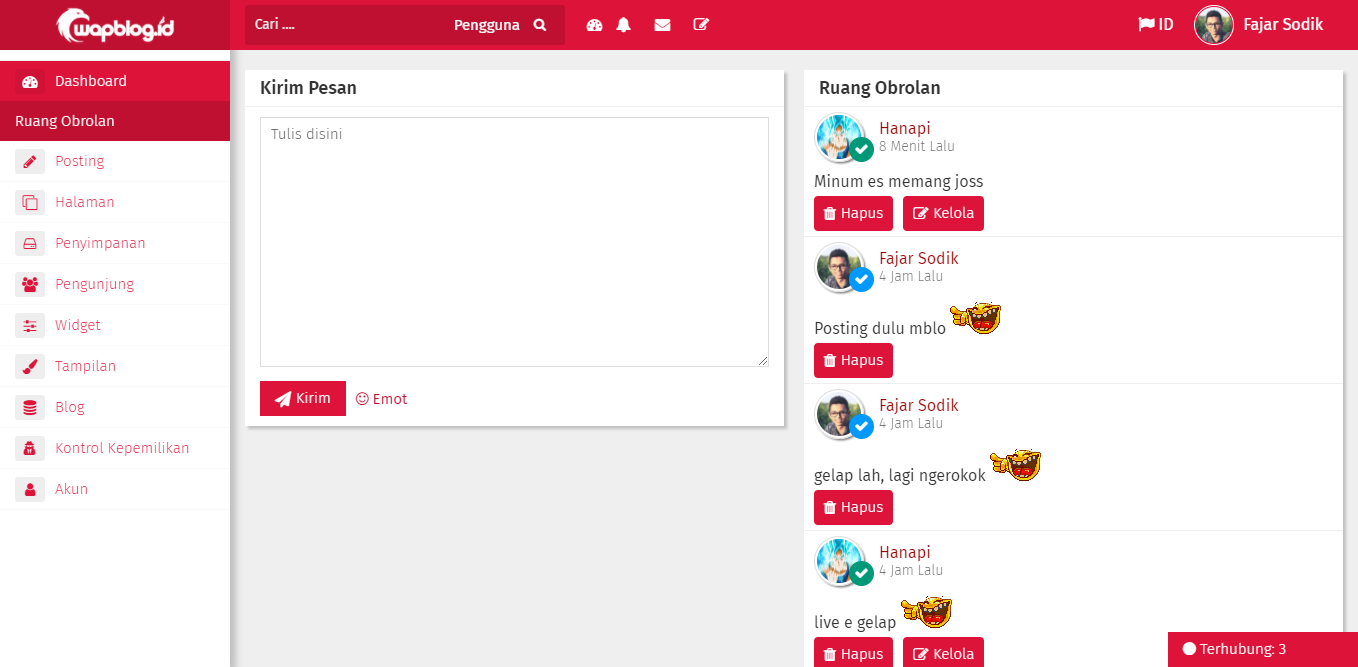 wapblog.id
Cari ....
Pengguna
ID
Fajar Sodik
Dashboard
Ruang Obrolan
Posting
Halaman
Penyimpanan
Pengunjung
Widget
Tampilan
Blog
Kontrol Kepemilikan
Akun
Kirim Pesan
Tulis disini
Kirim
Emot
Ruang Obrolan
Hanapi
8 Menit Lalu
Minum es memang joss
Hapus
Kelola
Fajar Sodik
4 Jam Lalu
Posting dulu mblo
Hapus
Fajar Sodik
4 Jam Lalu
gelap lah, lagi ngerokok
Hapus
Hanapi
4 Jam Lalu
live e gelap
Hapus
Kelola
Terhubung: 3